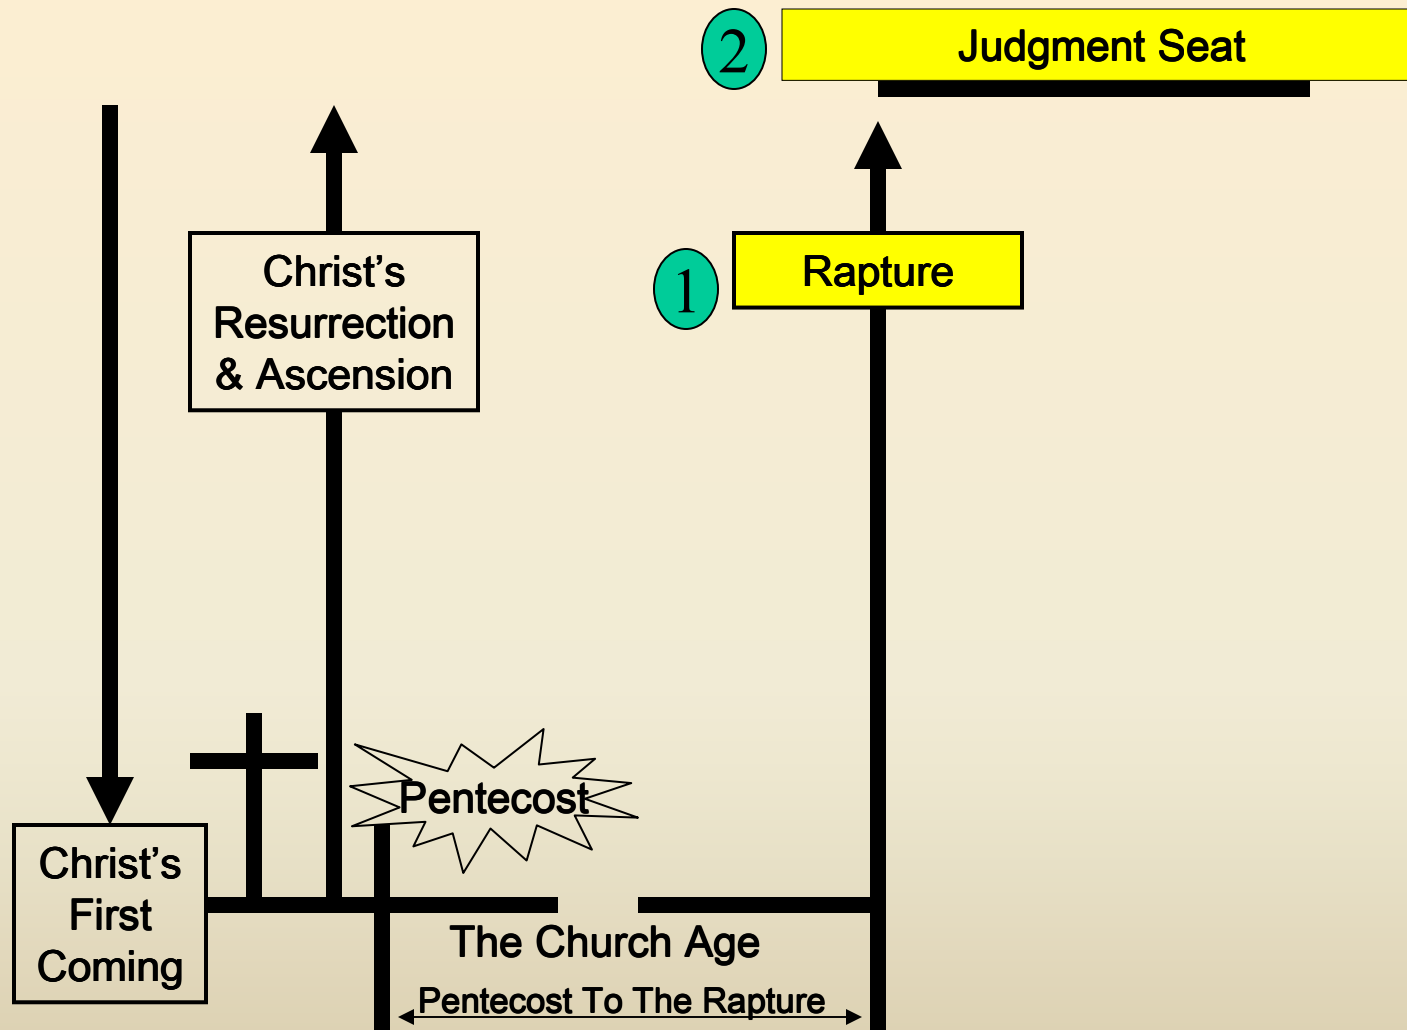 2
Judgment Seat
Christ's
Resurrection
& Ascension
1
Rapture
Pentecost
Christ's
First
Coming
The Church Age
Pentecost To The Rapture